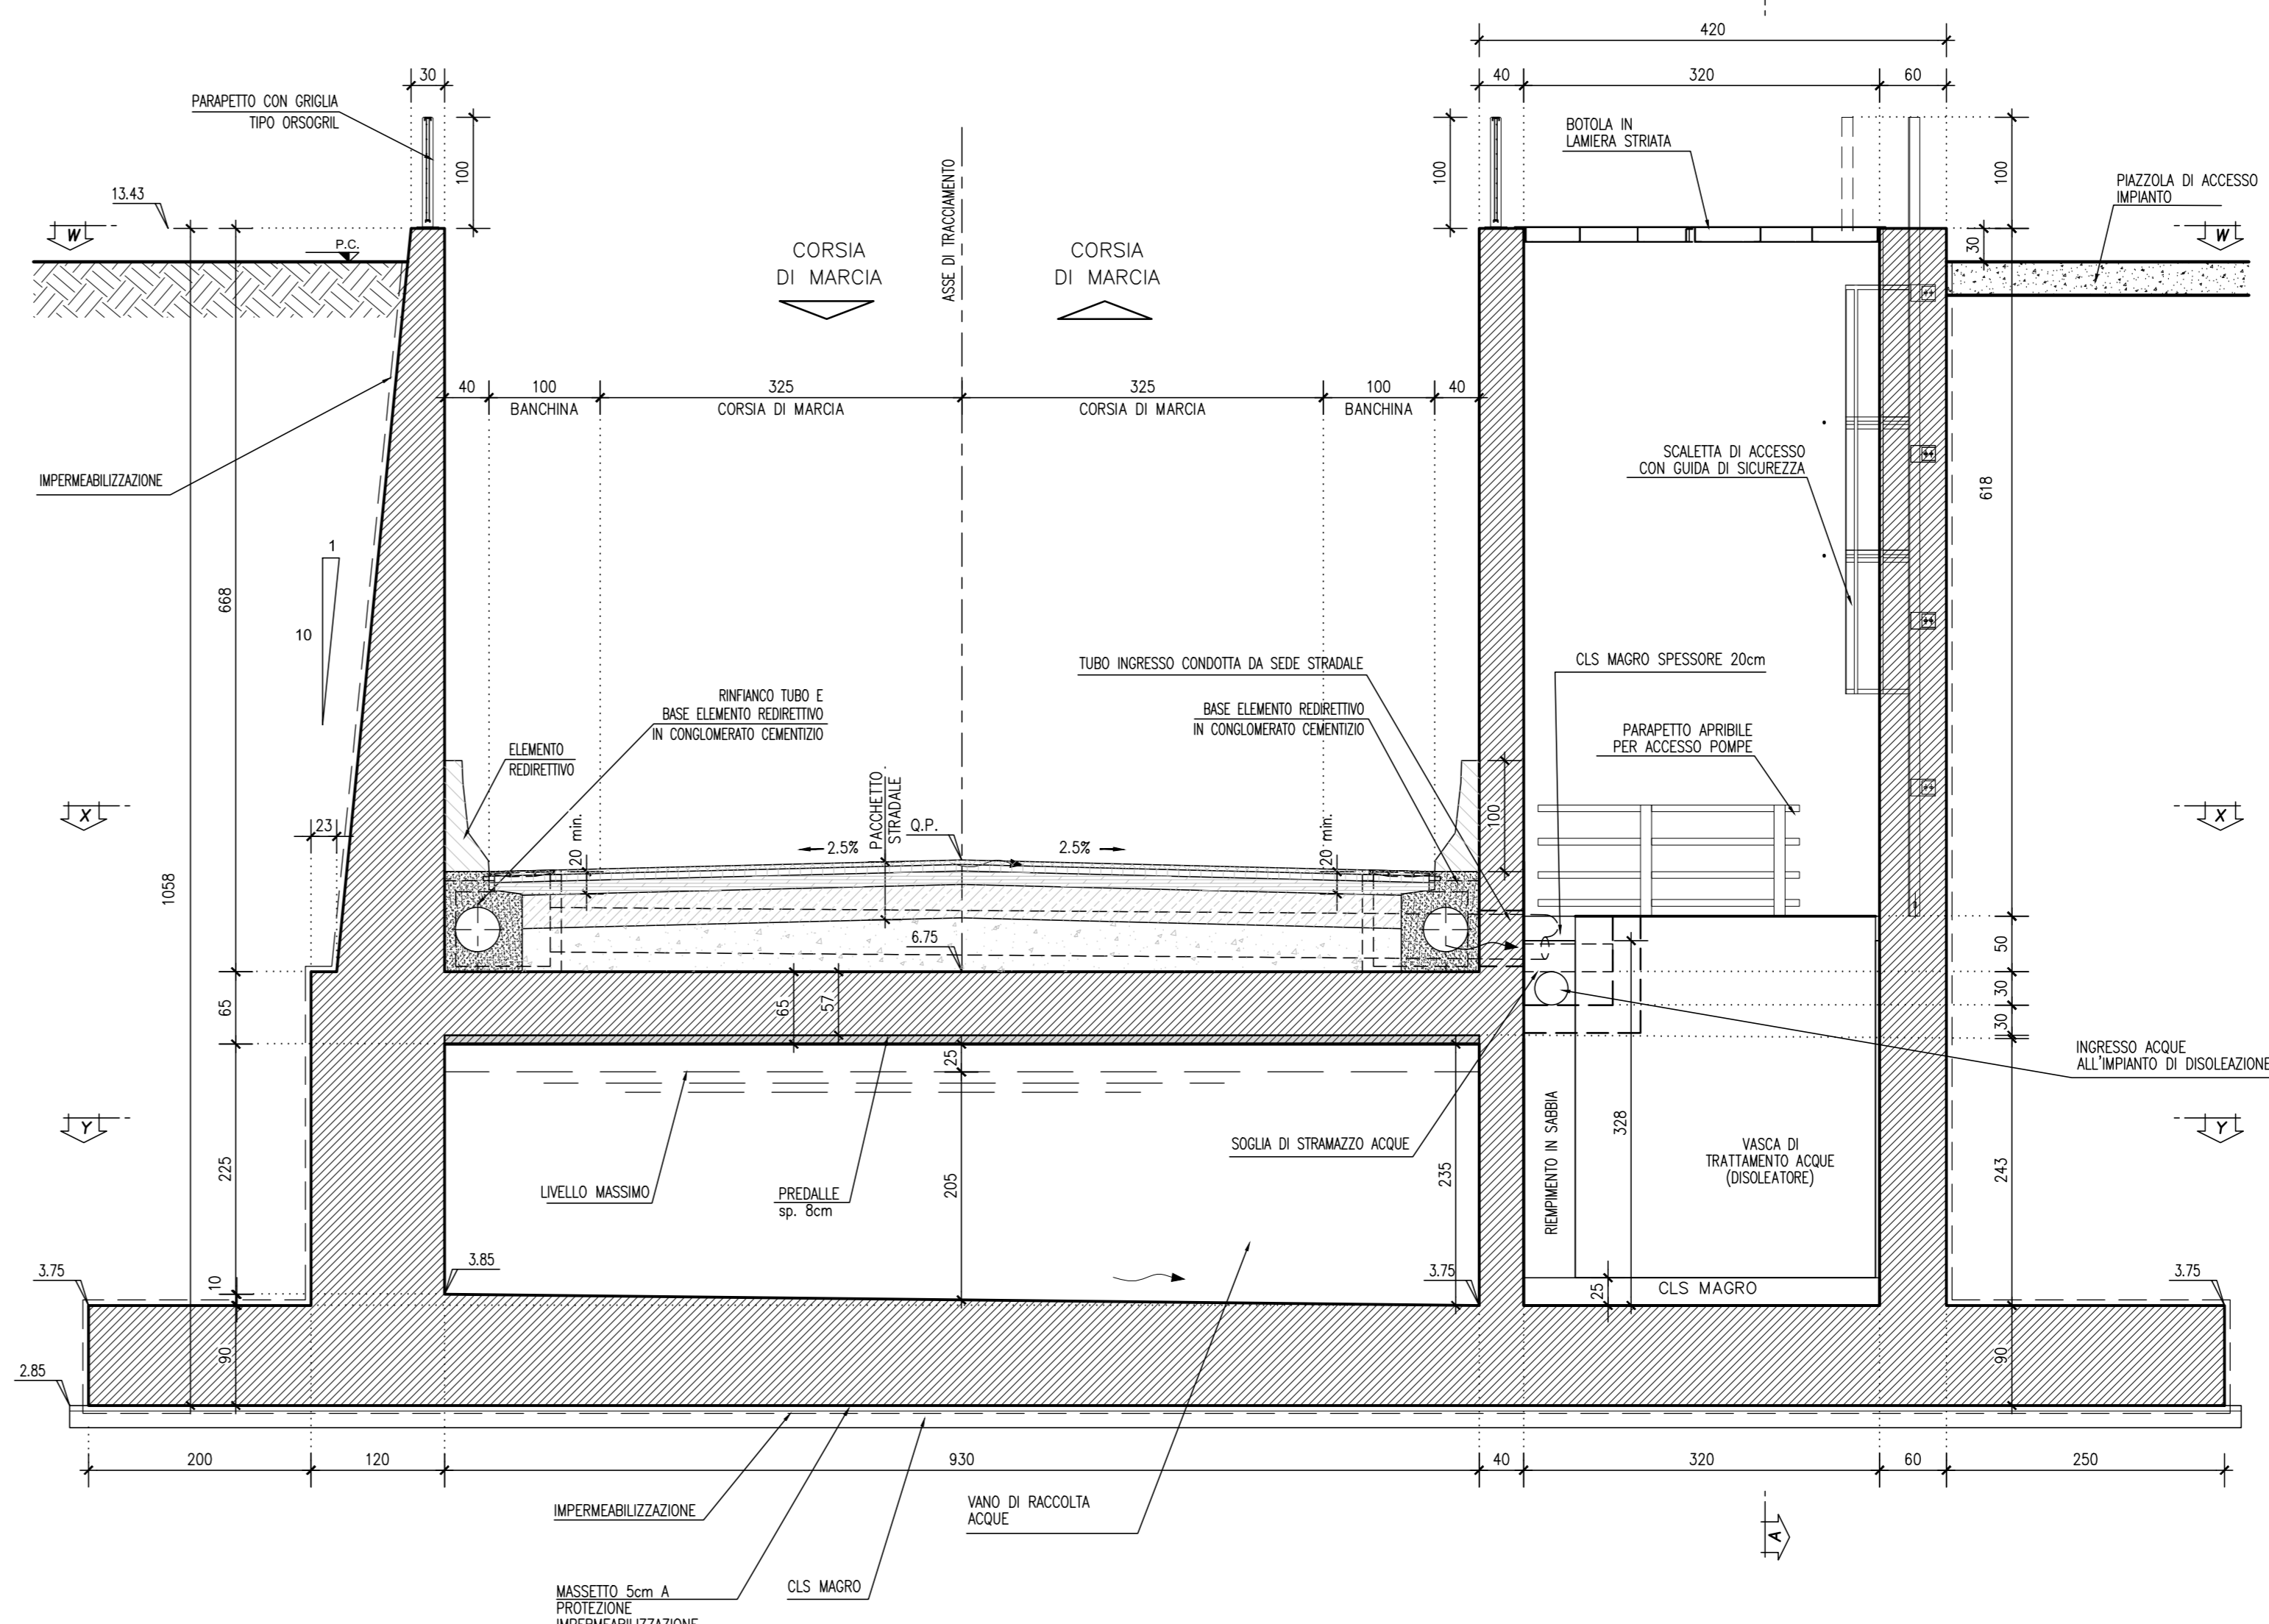 420
30
40
320
60
PARAPETTO CON GRIGLIA
TIPO ORSOGRIL
100
100
100
BOTOLA IN
LAMIERA STRIATA
PIAZZOLA DI ACCESSO
IMPIANTO
13.43
W
P.C.
W
30
ASSE DI TRACCIAMENTO
CORSIA
DI MARCIA
CORSIA
DI MARCIA
40
100
325
325
100
40
BANCHINA
CORSIA DI MARCIA
CORSIA DI MARCIA
BANCHINA
IMPERMEABILIZZAZIONE
SCALETTA DI ACCESSO
CON GUIDA DI SICUREZZA
618
1
10
668
TUBO INGRESSO CONDOTTA DA SEDE STRADALE
CLS MAGRO SPESSORE 20cm
RINFIANCO TUBO E
BASE ELEMENTO REDIRETTIVO
IN CONGLOMERATO CEMENTIZIO
BASE ELEMENTO REDIRETTIVO
IN CONGLOMERATO CEMENTIZIO
PARAPETTO APRIBILE
PER ACCESSO POMPE
ELEMENTO
REDIRETTIVO
PACCHETTO
STRADALE
X
X
23
20 min.
2.5%
Q.P.
2.5%
20 min.
100
1058
6.75
50
65
65
57
30
30
25
INGRESSO ACQUE
ALL'IMPIANTO DI DISOLEAZIONE
Y
Y
225
LIVELLO MASSIMO
PREDALLE
sp. 8cm
205
SOGLIA DI STRAMAZZO ACQUE
235
RIEMPIMENTO IN SABBIA
328
VASCA DI
TRATTAMENTO ACQUE
(DISOLEATORE)
243
3.75
10
3.85
3.75
25
CLS MAGRO
3.75
2.85
90
90
200
120
930
40
320
60
250
IMPERMEABILIZZAZIONE
VANO DI RACCOLTA
ACQUE
A
MASSETTO 5cm A
PROTEZIONE
IMPERMEABILIZZAZIONE
CLS MAGRO